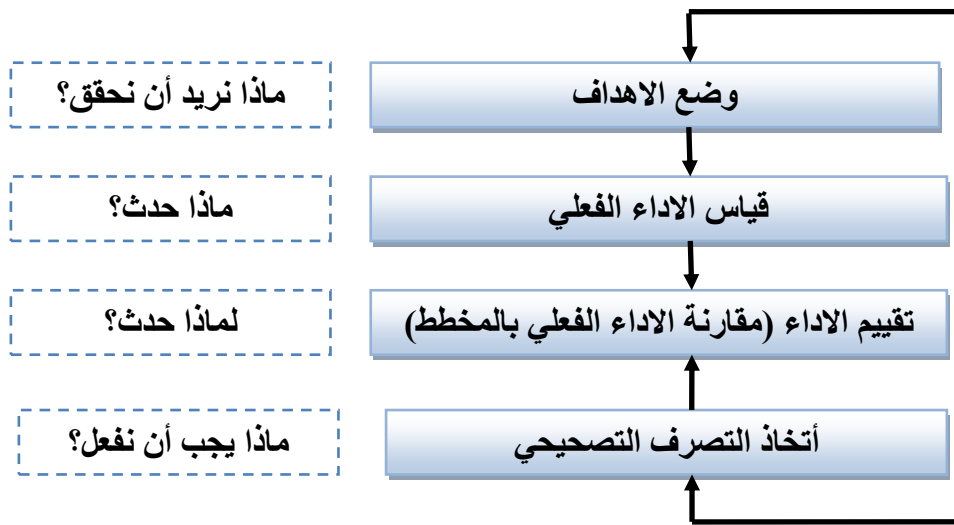 وضع الاهداف
ماذا نريد أن نحقق؟
قياس الاداء الفعلي
ماذا حدث؟
تقييم الاداء (مقارنة الاداء الفعلي بالمخطط)
لماذا حدث؟
أتخاذ التصرف التصحيحي
ماذا يجب أن نفعل؟